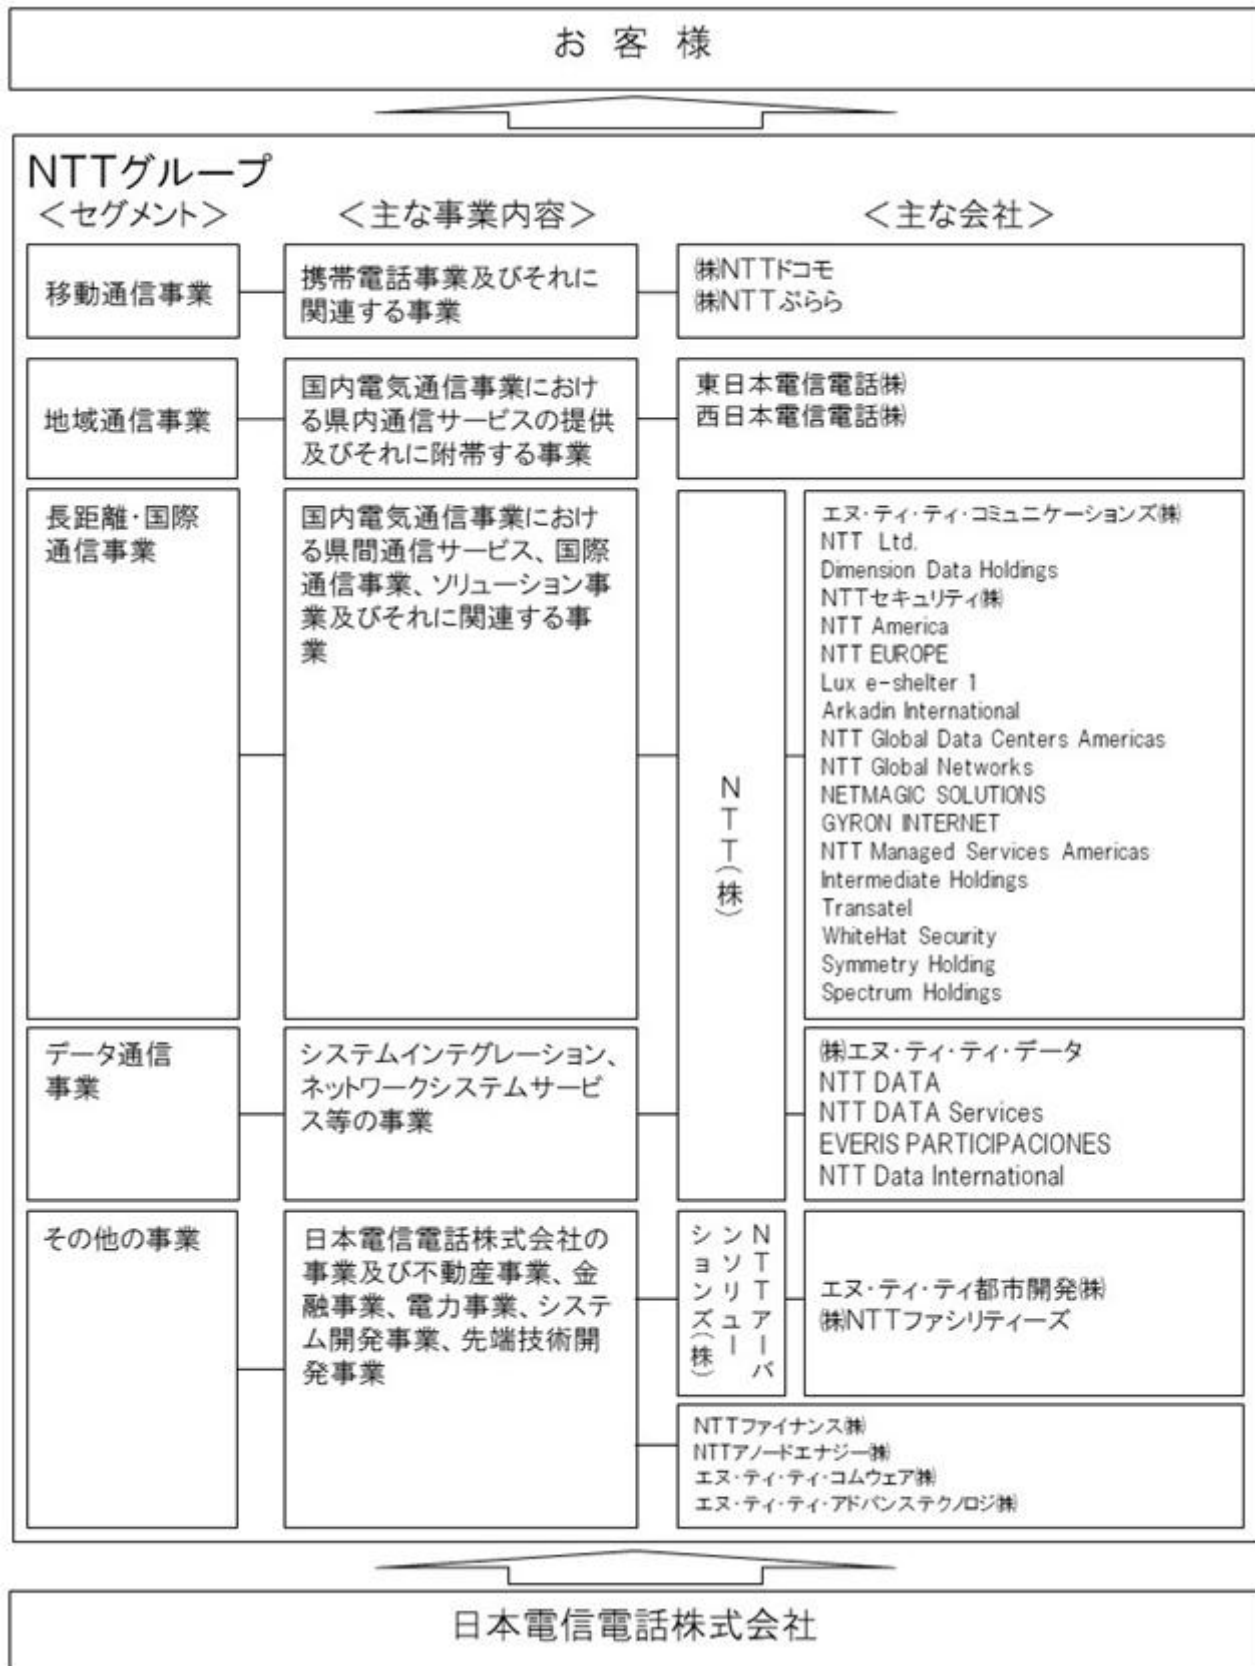 お客様
NTTグループ
＜セグメント＞
＜主な事業内容＞
＜主な会社＞
移動通信事業
携帯電話事業及びそれに
関連する事業
㈱NTTドコモ
㈱NTTぷらら
地域通信事業
国内電気通信事業におけ
る県内通信サービスの提供
及びそれに附帯する事業
東日本電信電話㈱
西日本電信電話㈱
長距離・国際
通信事業
国内電気通信事業におけ
る県間通信サービス、国際
通信事業、ソリューション事
業及びそれに関連する事
業
NTT(株)
エヌ・ティ・ティ・コミュニケーションズ㈱
NTT Ltd.
Dimension Data Holdings
NTTセキュリティ㈱
NTT America
NTT EUROPE
Lux e-shelter 1
Arkadin International
NTT Global Data Centers Americas
NTT Global Networks
NETMAGIC SOLUTIONS
GYRON INTERNET
NTT Managed Services Americas
Intermediate Holdings
Transatel
WhiteHat Security
Symmetry Holding
Spectrum Holdings
データ通信
事業
システムインテグレーション、
ネットワークシステムサービ
ス等の事業
㈱エヌ・ティ・ティ・データ
NTT DATA
NTT DATA Services
EVERIS PARTICIPACIONES
NTT Data International
その他の事業
日本電信電話株式会社の
事業及び不動産事業、金
融事業、電力事業、システ
ム開発事業、先端技術開
発事業
NTTアーバ
ンソリュー
ションズ(株)
エヌ・ティ・ティ都市開発㈱
㈱NTTファシリティーズ
NTTファイナンス㈱
NTTアノードエナジー㈱
エヌ・ティ・ティ・コムウェア㈱
エヌ・ティ・ティ・アドバンステクノロジ㈱
日本電信電話株式会社